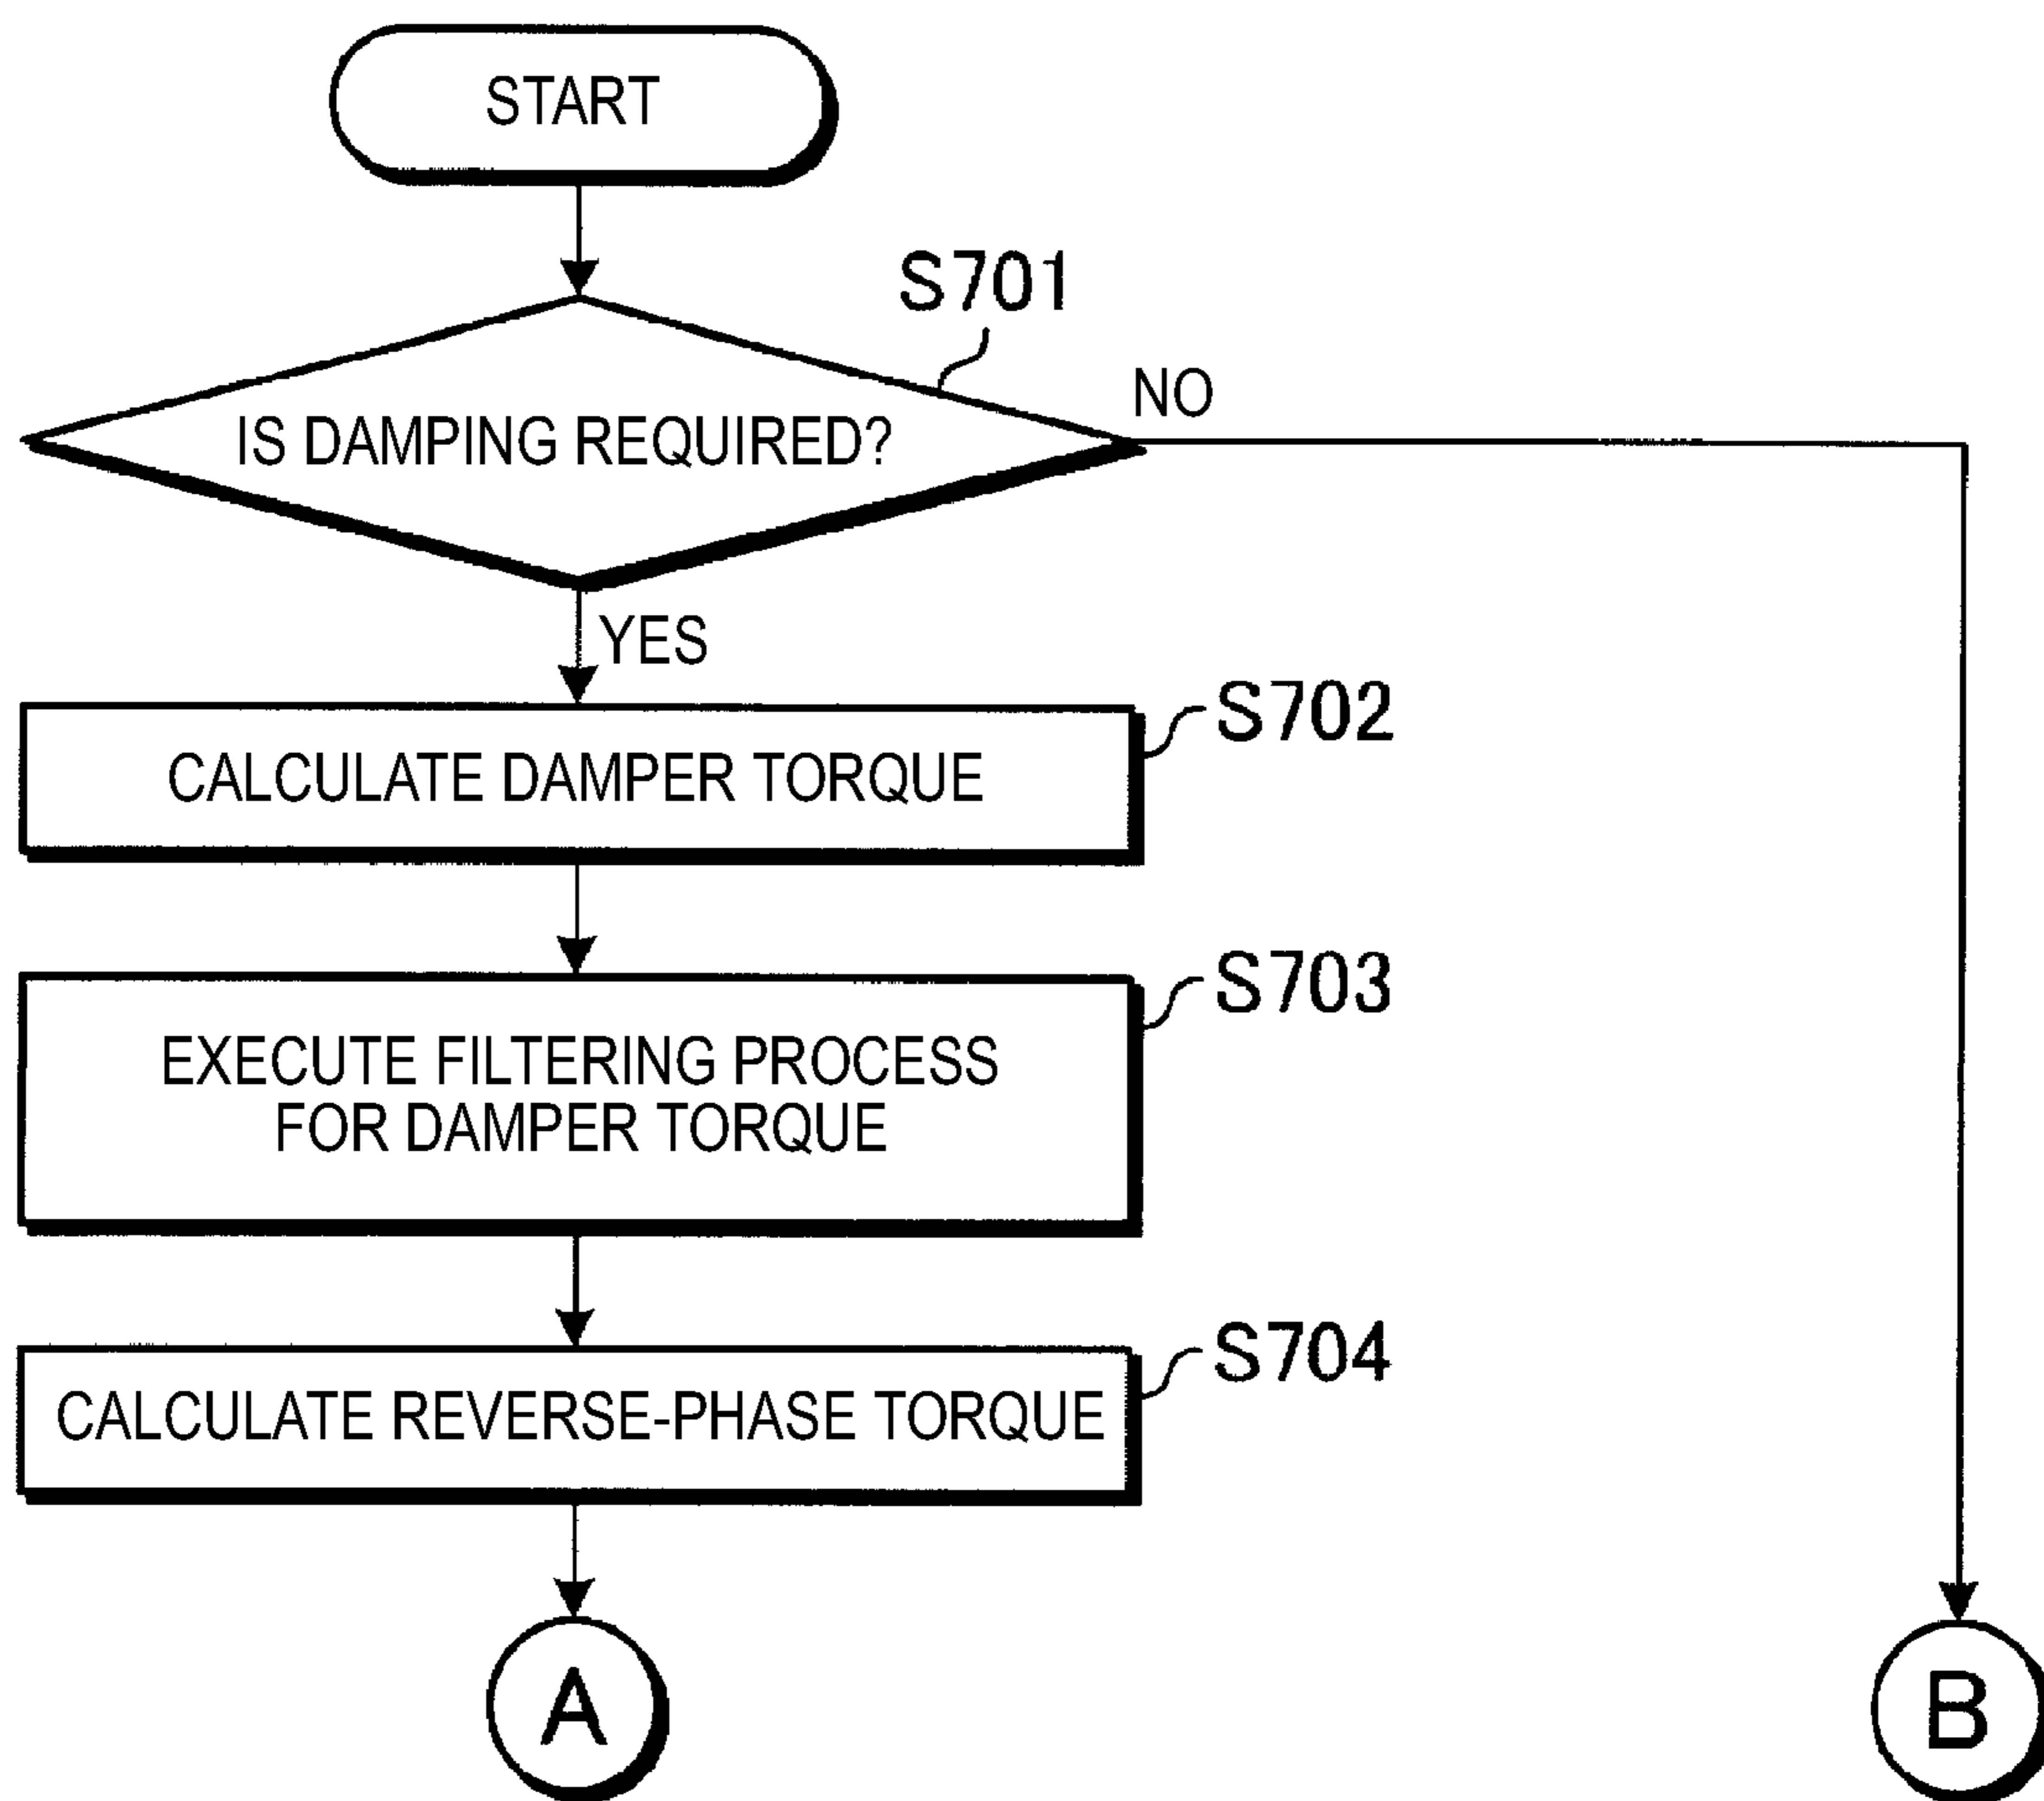 START
S701
IS DAMPING REQUIRED?
NO
YES
S702
CALCULATE DAMPER TORQUE
S703
EXECUTE FILTERING PROCESS
FOR DAMPER TORQUE
S704
CALCULATE REVERSE-PHASE TORQUE
A
B